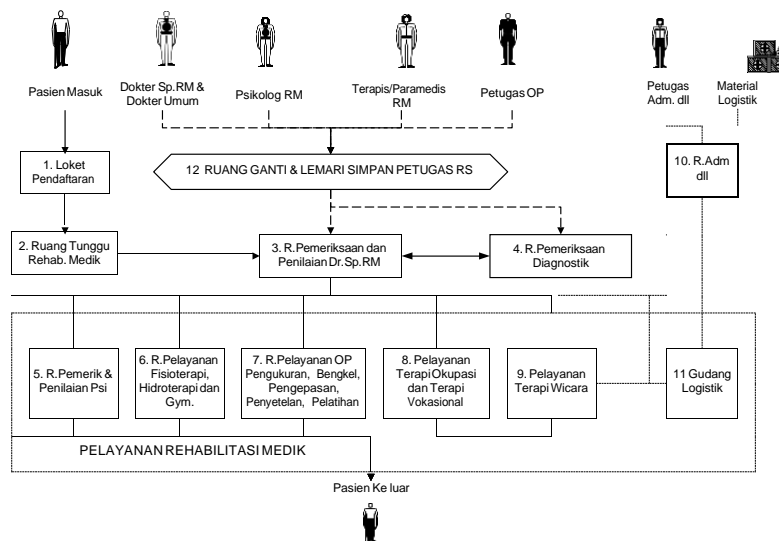 Pasien Masuk
Dokter Sp.RM &
Dokter Umum
Psikolog RM
Terapis/Paramedis
RM
Petugas OP
Petugas
Adm. dll
Material
Logistik
1. Loket
Pendaftaran
12 RUANG GANTI & LEMARI SIMPAN PETUGAS RS
10. R.Adm
dll
2. Ruang Tunggu
Rehab. Medik
3. R.Pemeriksaan dan
Penilaian Dr.Sp.RM
4. R.Pemeriksaan
Diagnostik
5. R.Pemerik &
Penilaian Psi
6. R.Pelayanan
Fisioterapi,
Hidroterapi dan
Gym.
7. R.Pelayanan OP
Pengukuran, Bengkel,
Pengepasan,
Penyetelan, Pelatihan
8. Pelayanan
Terapi Okupasi
dan Terapi
Vokasional
9. Pelayanan
Terapi Wicara
11 Gudang
Logistik
PELAYANAN REHABILITASI MEDIK
Pasien Ke luar